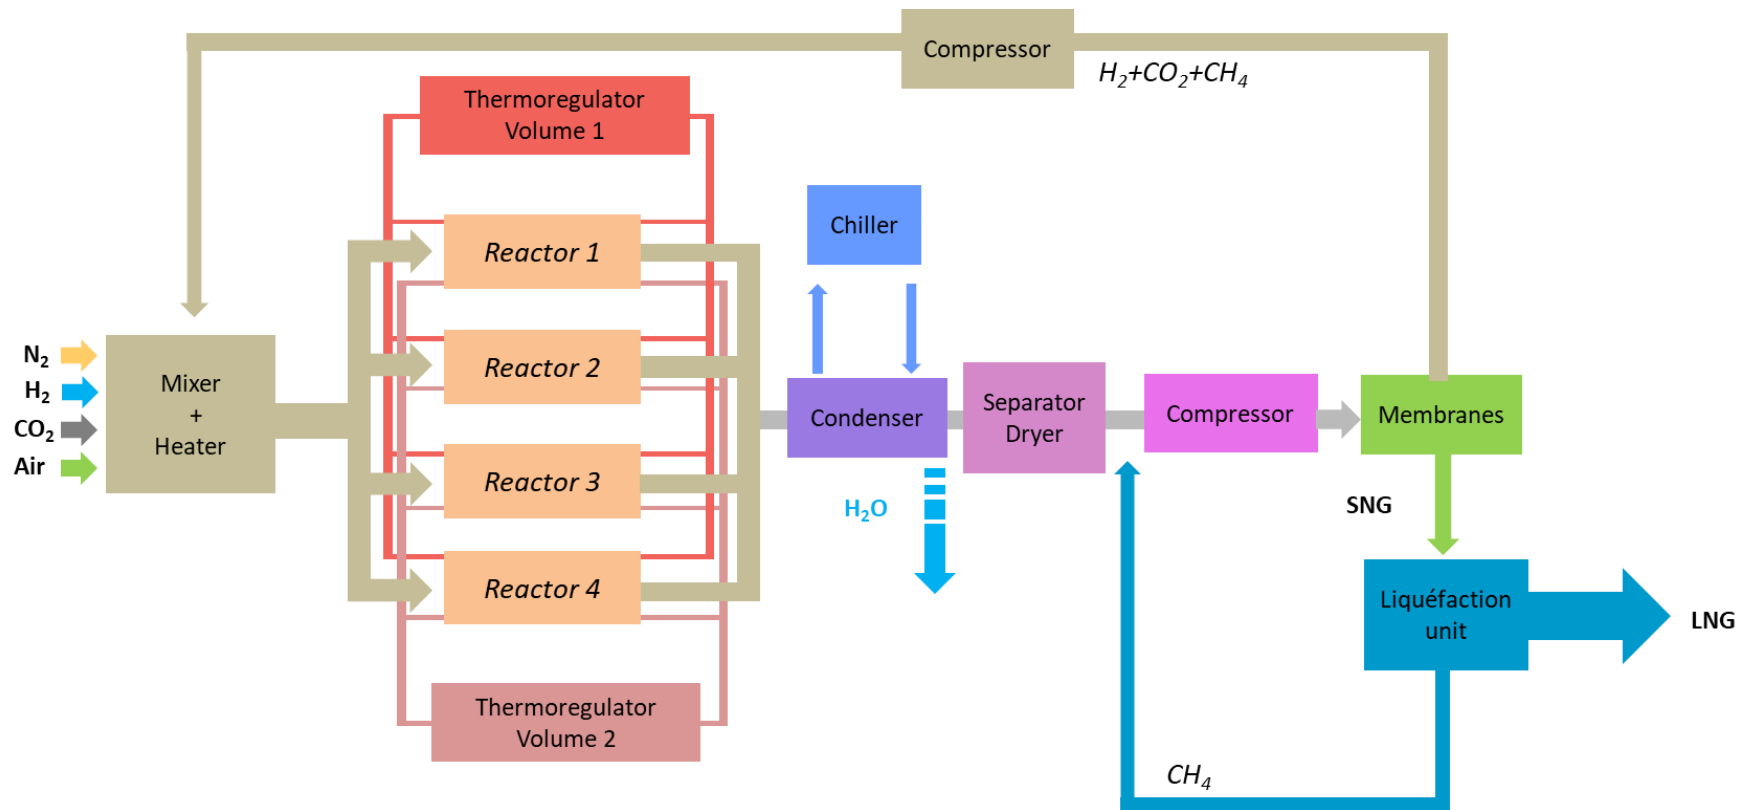 Compressor
H₂+CO₂+CH₄
Thermoregulator
Volume 1
Chiller
Reactor 1
Reactor 2
Reactor 3
Reactor 4
N₂
H₂
CO₂
Air
Mixer
+
Heater
Condenser
Separator
Dryer
Compressor
Membranes
H₂O
SNG
Liquéfaction
unit
LNG
Thermoregulator
Volume 2
CH₄